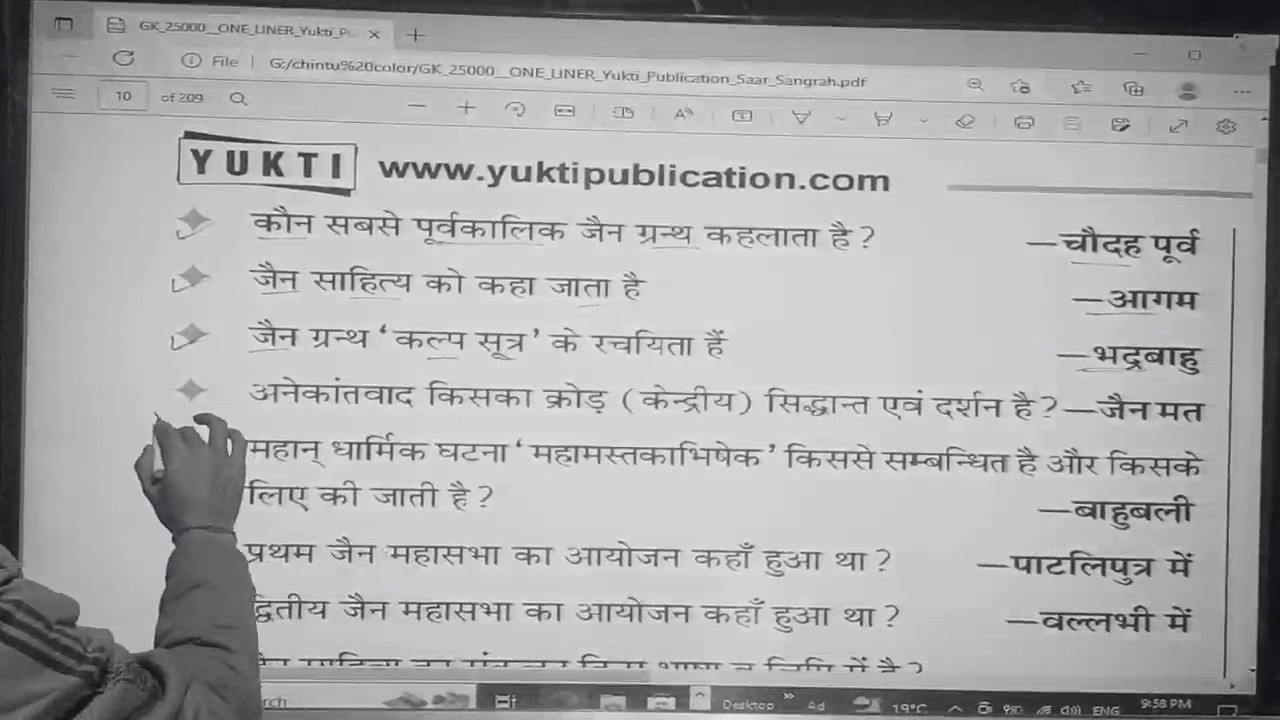 GK_25000__ONE_LINER_Yukti_P
File G:/chintu%20color/GK_25000__ONE_LINER_Yukti_Publication_Saar_Sangrah.pdf
10 of 209
YUKTI www.yuktipublication.com
कौन सबसे पूर्वकालिक जैन ग्रन्थ कहलाता है? —चौदह पूर्व
जैन साहित्य को कहा जाता है —आगम
जैन ग्रन्थ ‘कल्प सूत्र’ के रचयिता हैं —भद्रबाहु
अनेकांतवाद किसका क्रोड़ (केन्द्रीय) सिद्धान्त एवं दर्शन है?—जैन मत
महान् धार्मिक घटना ‘महामस्तकाभिषेक’ किससे सम्बन्धित है और किसके
लिए की जाती है? —बाहुबली
प्रथम जैन महासभा का आयोजन कहाँ हुआ था? —पाटलिपुत्र में
द्वितीय जैन महासभा का आयोजन कहाँ हुआ था? —वल्लभी में
Desktop Ad 19°C ENG 9:58 PM